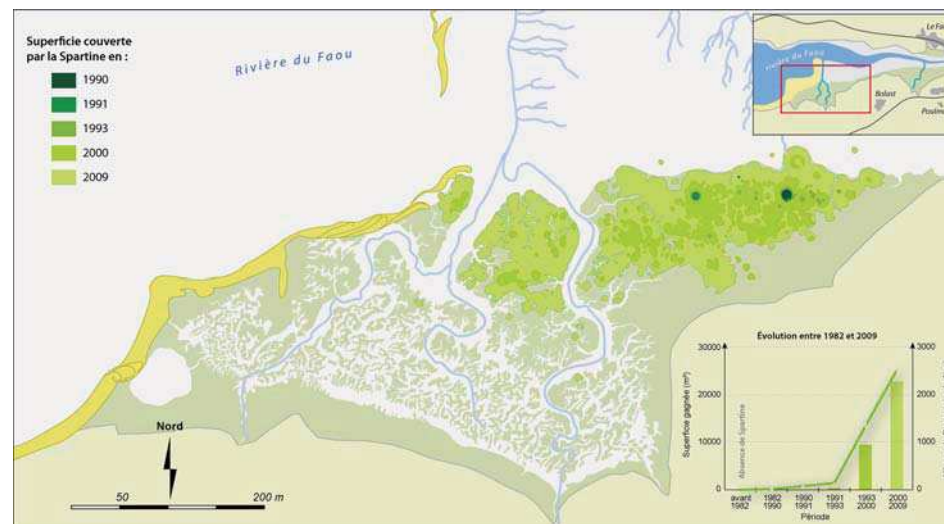 Superficie couverte
par la Spartine en :
1990
1991
1993
2000
2009
Rivière du Faou
rivière du Faou
Le Fa
Balast
Poulm
Nord
50
200 m
Évolution entre 1982 et 2009
30000
20000
10000
0
3000
2000
1000
0
Superficie gagnée (m²)
Absence de Spartine
avant
1982
1982
1990
1990
1991
1991
1993
1993
2000
2000
2009
Période